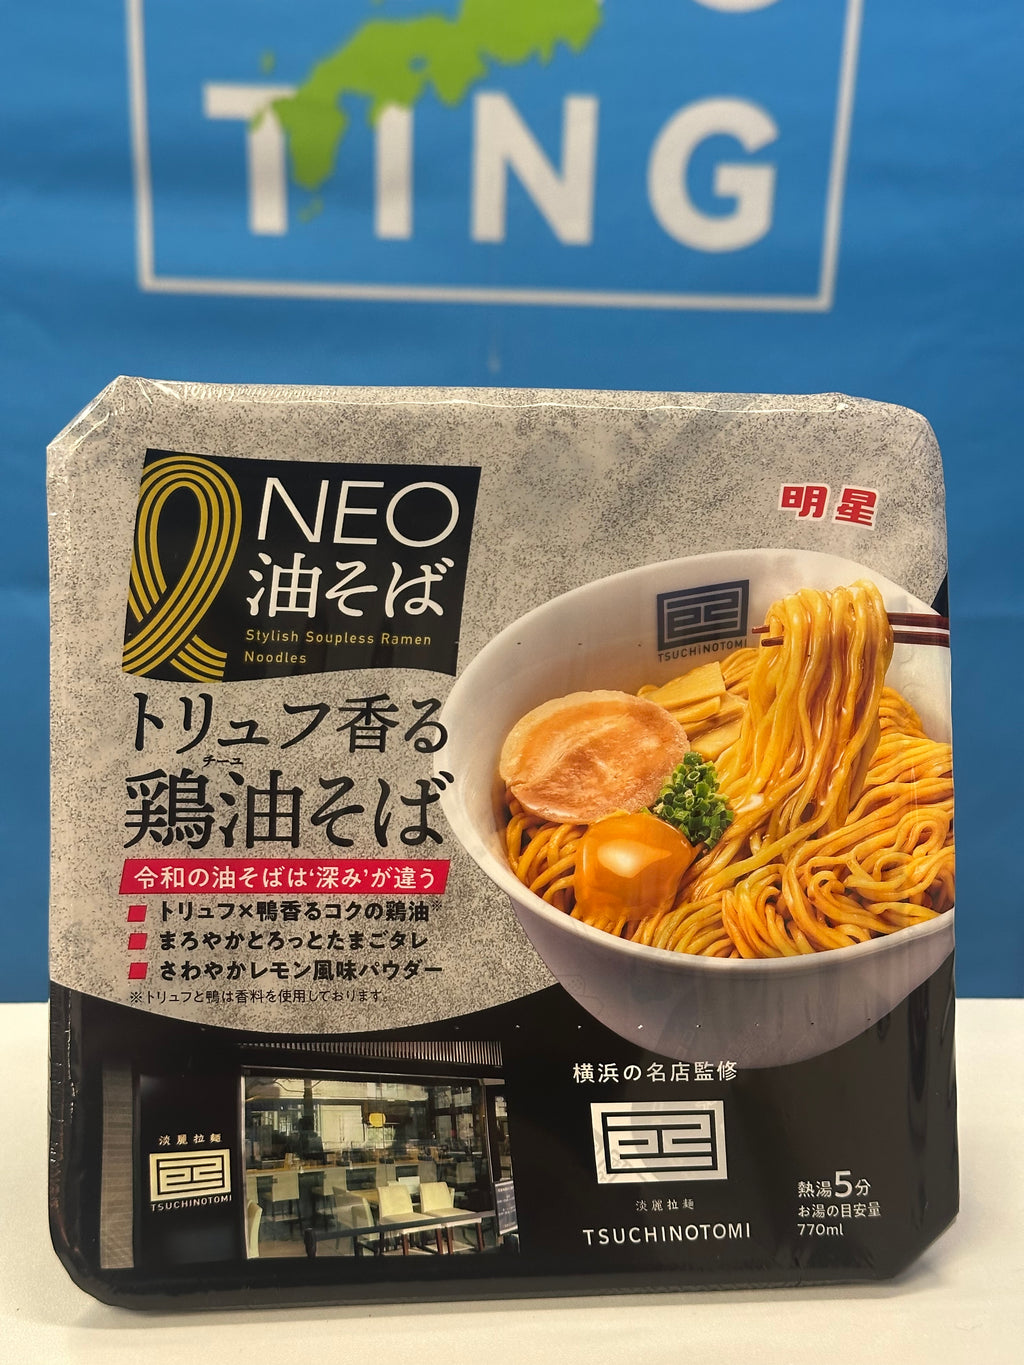 TING
NEO
油そば
Stylish Soupless Ramen
Noodles
明星
TSUCHINOTOMI
トリュフ香る
チーユ
鶏油そば
令和の油そばは‘深み’が違う
トリュフ×鴨香るコクの鶏油※
まろやかとろっとたまごタレ
さわやかレモン風味パウダー
※トリュフと鴨は香料を使用しております。
横浜の名店監修
淡麗拉麺
TSUCHINOTOMI
淡麗拉麺
TSUCHINOTOMI
熱湯5分
お湯の目安量
770ml